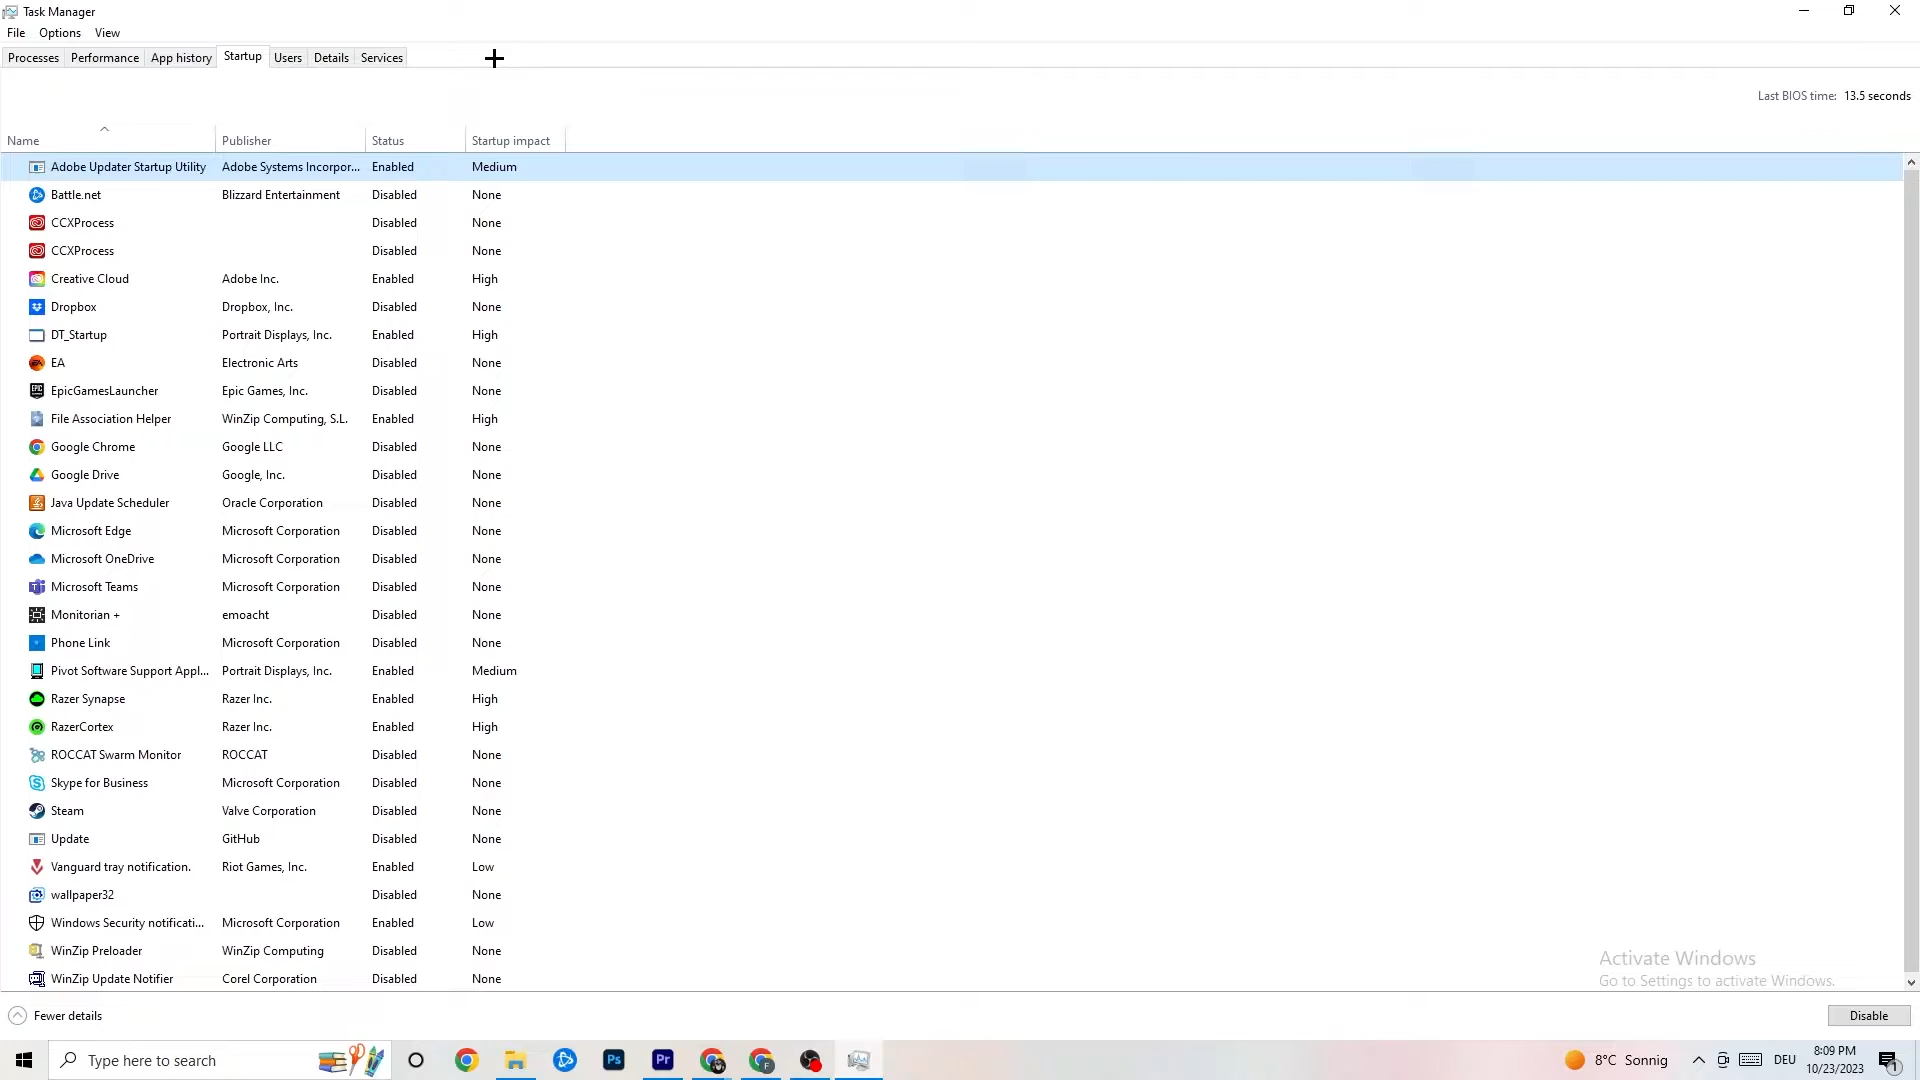 Task Manager
File Options View
Processes Performance App history Startup Users Details Services
Last BIOS time: 13.5 seconds
Name Publisher Status Startup impact
Adobe Updater Startup Utility Adobe Systems Incorpor... Enabled Medium
Battle.net Blizzard Entertainment Disabled None
CCXProcess Disabled None
CCXProcess Disabled None
Creative Cloud Adobe Inc. Enabled High
Dropbox Dropbox, Inc. Disabled None
DT_Startup Portrait Displays, Inc. Enabled High
EA Electronic Arts Disabled None
EpicGamesLauncher Epic Games, Inc. Disabled None
File Association Helper WinZip Computing, S.L. Enabled High
Google Chrome Google LLC Disabled None
Google Drive Google, Inc. Disabled None
Java Update Scheduler Oracle Corporation Disabled None
Microsoft Edge Microsoft Corporation Disabled None
Microsoft OneDrive Microsoft Corporation Disabled None
Microsoft Teams Microsoft Corporation Disabled None
Monitorian + emoacht Disabled None
Phone Link Microsoft Corporation Disabled None
Pivot Software Support Appl... Portrait Displays, Inc. Enabled Medium
Razer Synapse Razer Inc. Enabled High
RazerCortex Razer Inc. Enabled High
ROCCAT Swarm Monitor ROCCAT Disabled None
Skype for Business Microsoft Corporation Disabled None
Steam Valve Corporation Disabled None
Update GitHub Disabled None
Vanguard tray notification. Riot Games, Inc. Enabled Low
wallpaper32 Disabled None
Windows Security notificati... Microsoft Corporation Enabled Low
WinZip Preloader WinZip Computing Disabled None
WinZip Update Notifier Corel Corporation Disabled None
Activate Windows
Go to Settings to activate Windows.
Fewer details Disable
Type here to search Ps Pr F 8°C Sonnig DEU 8:09 PM
10/23/2023 1